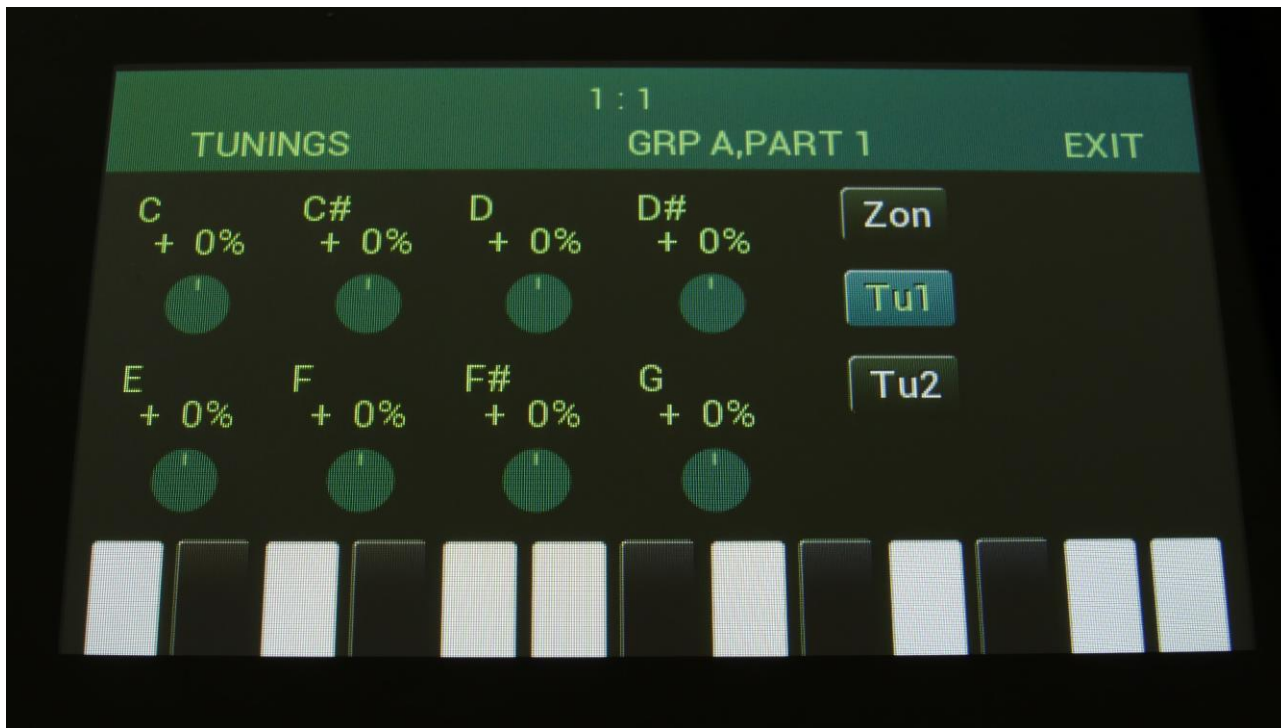 1 : 1
TUNINGS GRP A,PART 1 EXIT
C C# D D# Zon
+ 0% + 0% + 0% + 0%
Tu1
E F F# G Tu2
+ 0% + 0% + 0% + 0%